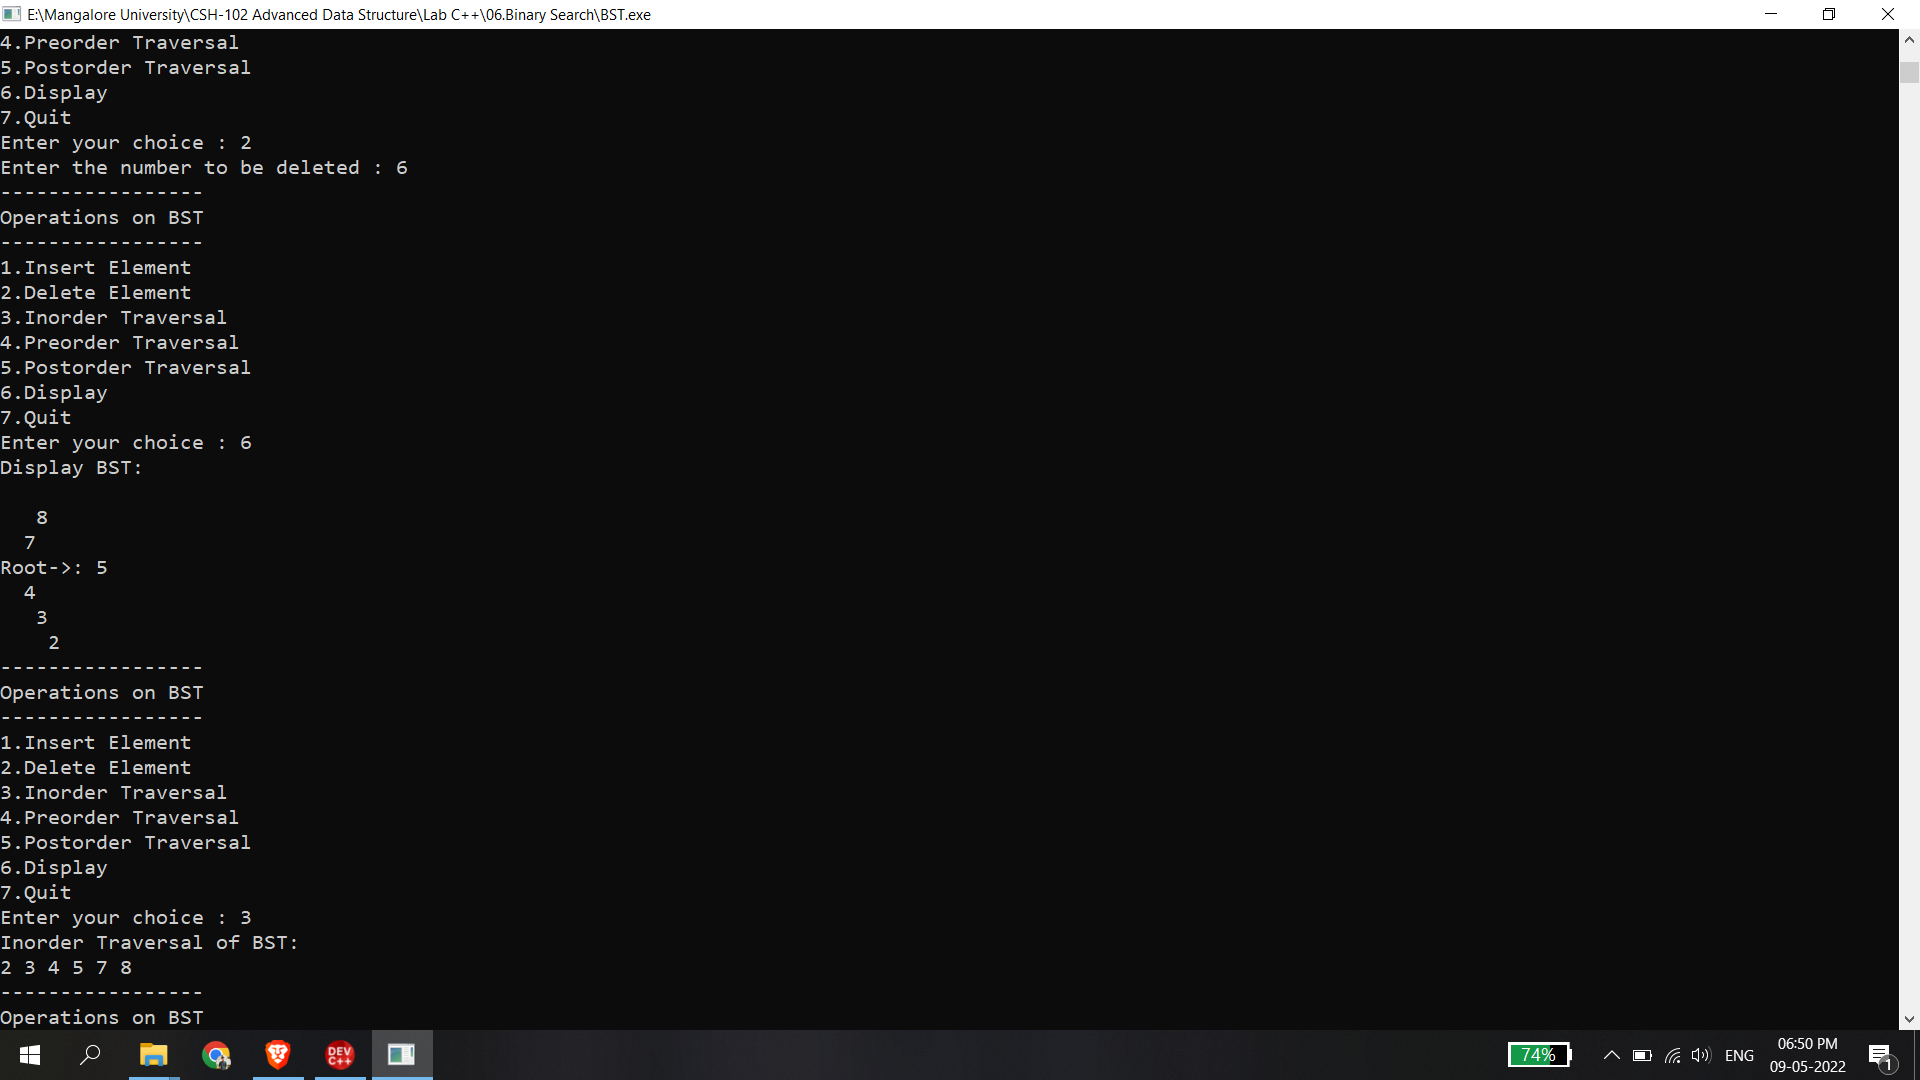 E:\Mangalore University\CSH-102 Advanced Data Structure\Lab C++\06.Binary Search\BST.exe
4.Preorder Traversal
5.Postorder Traversal
6.Display
7.Quit
Enter your choice : 2
Enter the number to be deleted : 6
-----------------
Operations on BST
-----------------
1.Insert Element
2.Delete Element
3.Inorder Traversal
4.Preorder Traversal
5.Postorder Traversal
6.Display
7.Quit
Enter your choice : 6
Display BST:
   8
  7
Root->: 5
  4
   3
    2
-----------------
Operations on BST
-----------------
1.Insert Element
2.Delete Element
3.Inorder Traversal
4.Preorder Traversal
5.Postorder Traversal
6.Display
7.Quit
Enter your choice : 3
Inorder Traversal of BST:
2 3 4 5 7 8
-----------------
Operations on BST
DEV C++
74%
ENG
06:50 PM
09-05-2022
1